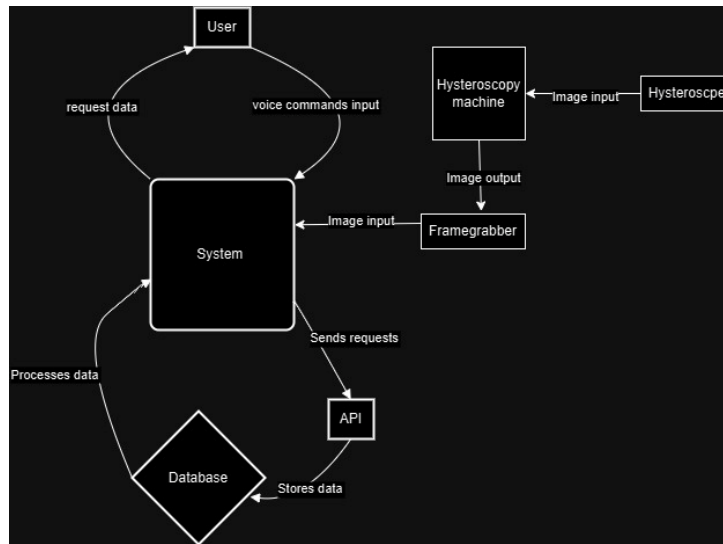 User
Hysteroscopy
machine
Image input
Hysteroscpe
request data
voice commands input
Image output
System
Image input
Framegrabber
Sends requests
Processes data
API
Database
Stores data